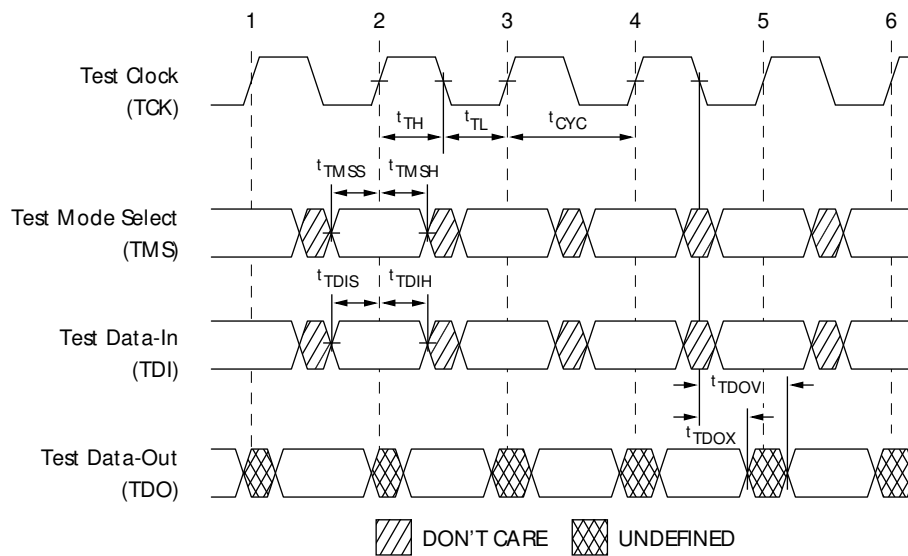 1 2 3 4 5 6
Test Clock
(TCK)
tTH tTL tCYC
tTMSS tTMSH
Test Mode Select
(TMS)
tTDIS tTDIH
Test Data-In
(TDI)
tTDOV
tTDOX
Test Data-Out
(TDO)
DON'T CARE UNDEFINED